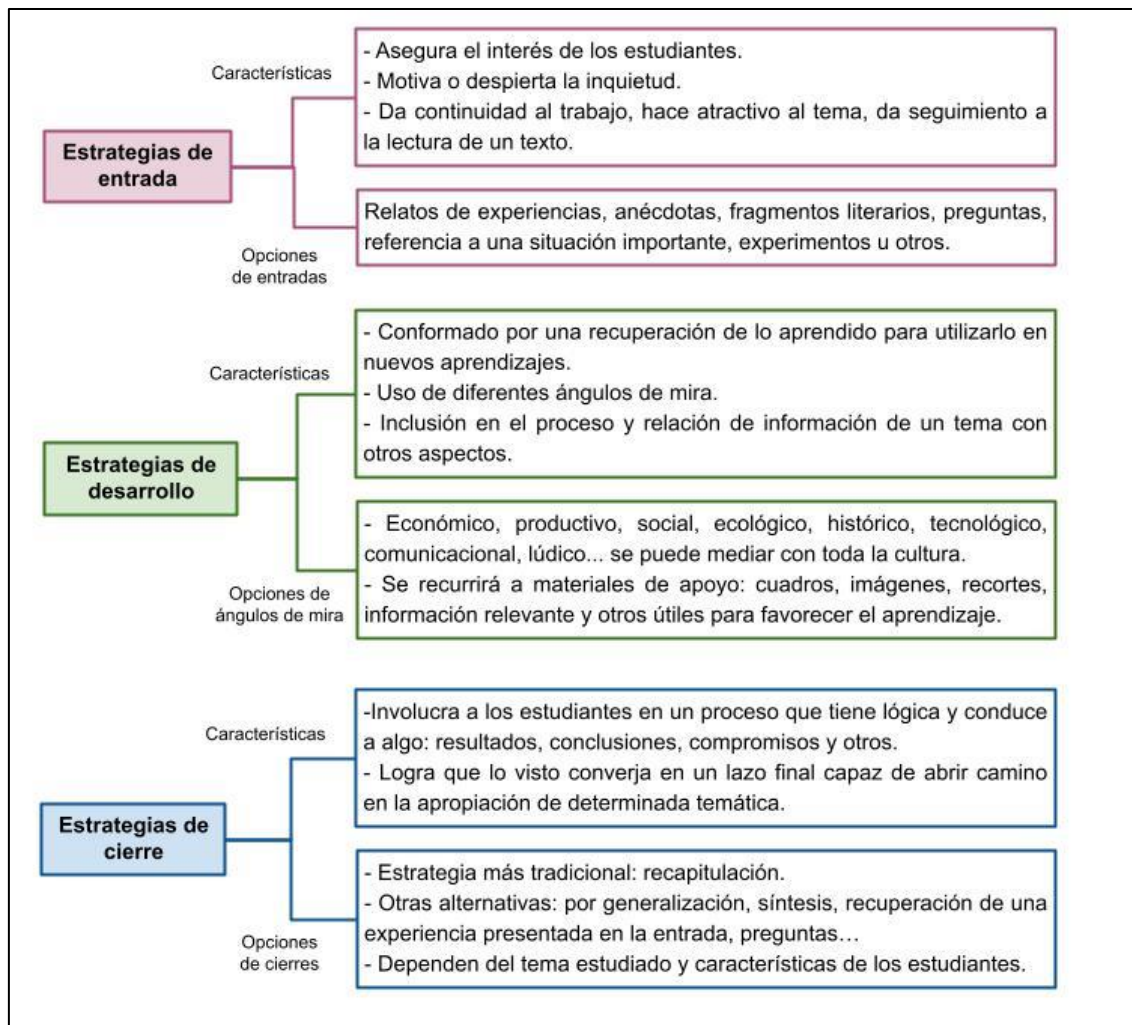 Características
- Asegura el interés de los estudiantes.
- Motiva o despierta la inquietud.
- Da continuidad al trabajo, hace atractivo al tema, da seguimiento a
la lectura de un texto.
Estrategias de
entrada
Relatos de experiencias, anécdotas, fragmentos literarios, preguntas,
referencia a una situación importante, experimentos u otros.
Opciones
de entradas
Características
- Conformado por una recuperación de lo aprendido para utilizarlo en
nuevos aprendizajes.
- Uso de diferentes ángulos de mira.
- Inclusión en el proceso y relación de información de un tema con
otros aspectos.
Estrategias de
desarrollo
- Económico, productivo, social, ecológico, histórico, tecnológico,
comunicacional, lúdico... se puede mediar con toda la cultura.
- Se recurrirá a materiales de apoyo: cuadros, imágenes, recortes,
información relevante y otros útiles para favorecer el aprendizaje.
Opciones de
ángulos de mira
Características
-Involucra a los estudiantes en un proceso que tiene lógica y conduce
a algo: resultados, conclusiones, compromisos y otros.
- Logra que lo visto converja en un lazo final capaz de abrir camino
en la apropiación de determinada temática.
Estrategias de
cierre
- Estrategia más tradicional: recapitulación.
- Otras alternativas: por generalización, síntesis, recuperación de una
experiencia presentada en la entrada, preguntas…
- Dependen del tema estudiado y características de los estudiantes.
Opciones
de cierres